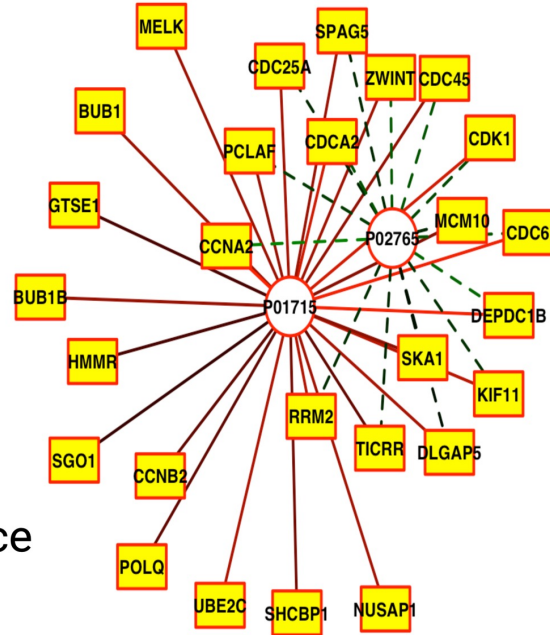 MELK
SPAG5
CDC25A
ZWINT
CDC45
BUB1
PCLAF
CDCA2
CDK1
GTSE1
CCNA2
P02765
MCM10
CDC6
BUB1B
P01715
DEPDC1B
HMMR
SKA1
KIF11
RRM2
SGO1
CCNB2
TICRR
DLGAP5
ce
POLQ
UBE2C
SHCBP1
NUSAP1